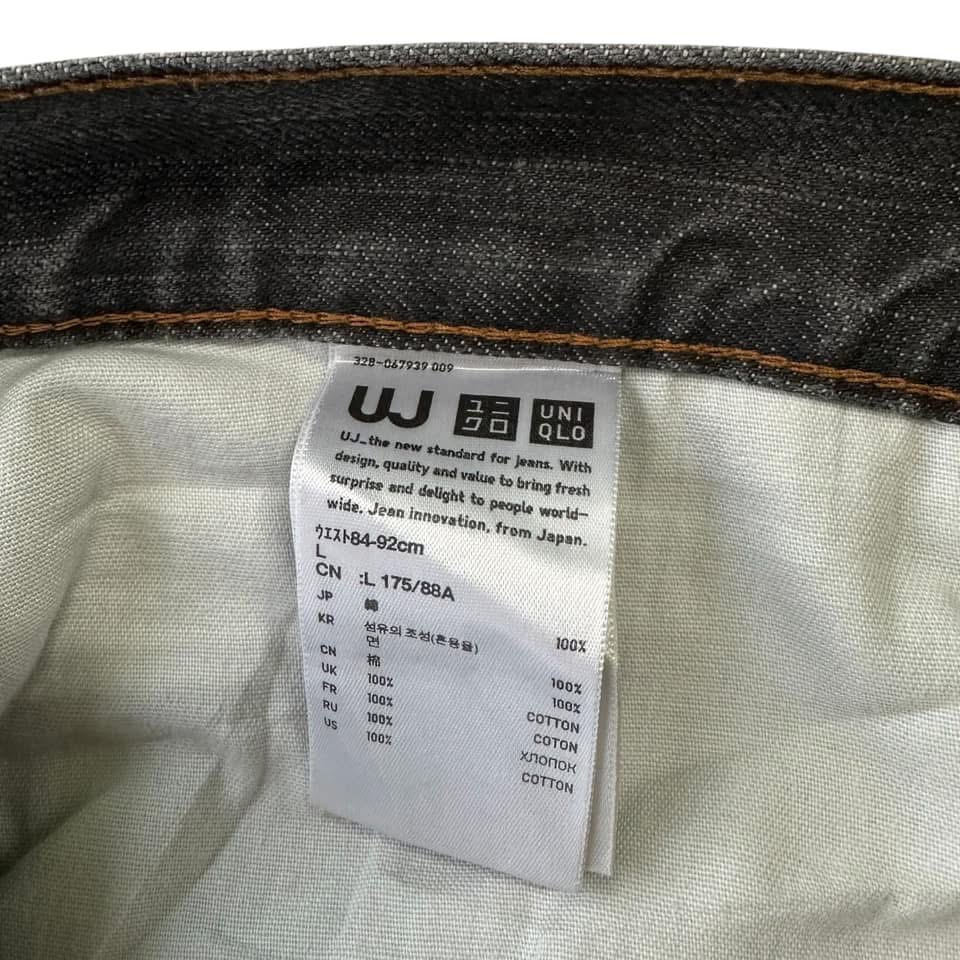 328-067939 009
UJ ユニクロ UNIQLO
UJ_the new standard for jeans. With
design, quality and value to bring fresh
surprise and delight to people world-
wide. Jean innovation, from Japan.
ウエスト84-92cm
L
CN :L 175/88A
JP 綿 100%
KR 섬유의 조성(혼용율)
면 100%
CN 棉 100%
UK 100% COTTON
FR 100% COTON
RU 100% ХЛОПОК
US 100% COTTON